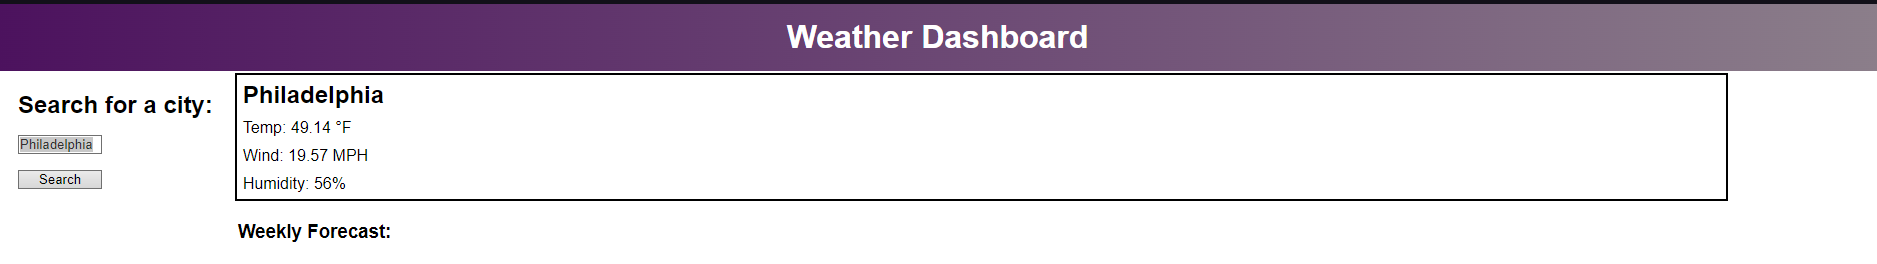 Weather Dashboard
Search for a city:
Philadelphia
Search
Philadelphia
Temp: 49.14 °F
Wind: 19.57 MPH
Humidity: 56%
Weekly Forecast: